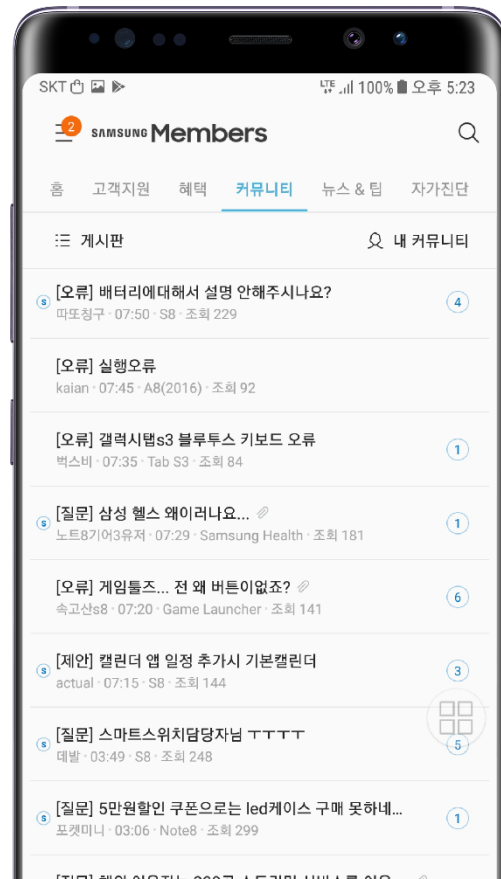 SKT LTE 100% 오후 5:23
2 SAMSUNG Members
홈 고객지원 혜택 커뮤니티 뉴스 & 팁 자가진단
게시판 내 커뮤니티
S [오류] 배터리에대해서 설명 안해주시나요? 4
따또칭구 · 07:50 · S8 · 조회 229
[오류] 실행오류
kaian · 07:45 · A8(2016) · 조회 92
[오류] 갤럭시탭s3 블루투스 키보드 오류 1
벅스비 · 07:35 · Tab S3 · 조회 84
S [질문] 삼성 헬스 왜이러나요... 1
노트8기어3유저 · 07:29 · Samsung Health · 조회 181
[오류] 게임툴즈... 전 왜 버튼이없죠? 6
속고산s8 · 07:20 · Game Launcher · 조회 141
S [제안] 캘린더 앱 일정 추가시 기본캘린더 3
actual · 07:15 · S8 · 조회 144
S [질문] 스마트스위치담당자님 ㅜㅜㅜㅜ 5
데발 · 03:49 · S8 · 조회 248
S [질문] 5만원할인 쿠폰으로는 led케이스 구매 못하네... 1
포켓미니 · 03:06 · Note8 · 조회 299